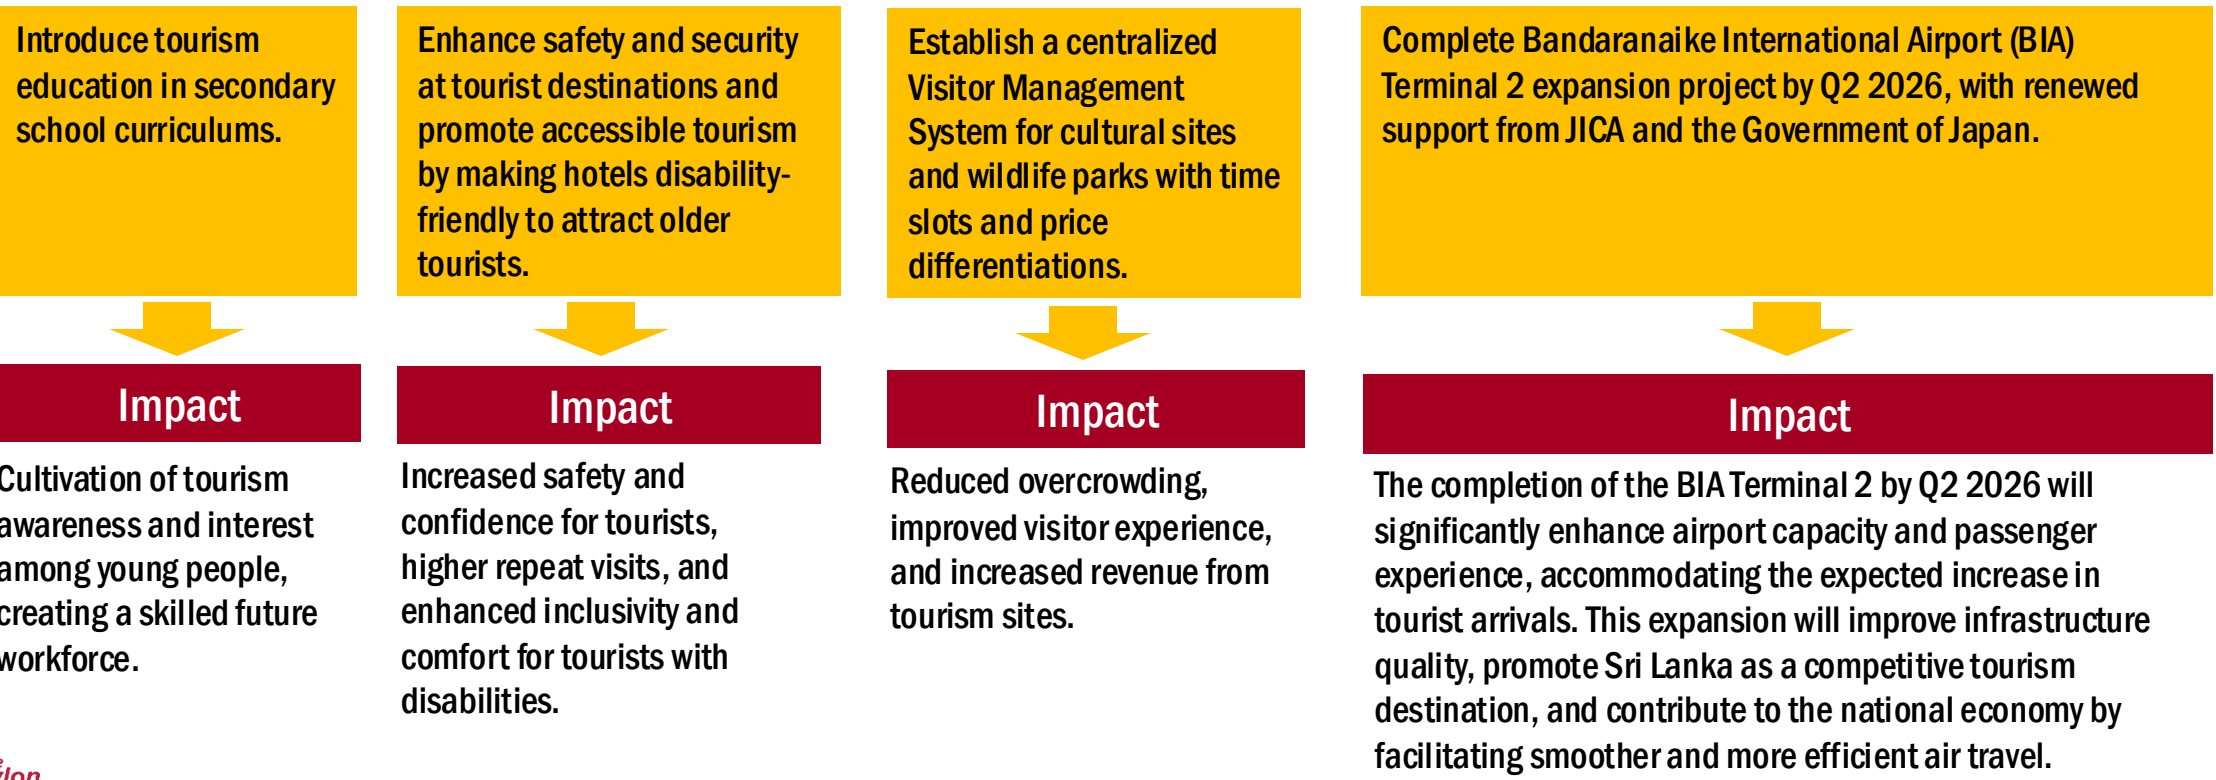 Introduce tourism
education in secondary
school curriculums.
Enhance safety and security
at tourist destinations and
promote accessible tourism
by making hotels disability-
friendly to attract older
tourists.
Establish a centralized
Visitor Management
System for cultural sites
and wildlife parks with time
slots and price
differentiations.
Complete Bandaranaike International Airport (BIA)
Terminal 2 expansion project by Q2 2026, with renewed
support from JICA and the Government of Japan.
Impact
Cultivation of tourism
awareness and interest
among young people,
creating a skilled future
workforce.
Impact
Increased safety and
confidence for tourists,
higher repeat visits, and
enhanced inclusivity and
comfort for tourists with
disabilities.
Impact
Reduced overcrowding,
improved visitor experience,
and increased revenue from
tourism sites.
Impact
The completion of the BIA Terminal 2 by Q2 2026 will
significantly enhance airport capacity and passenger
experience, accommodating the expected increase in
tourist arrivals. This expansion will improve infrastructure
quality, promote Sri Lanka as a competitive tourism
destination, and contribute to the national economy by
facilitating smoother and more efficient air travel.